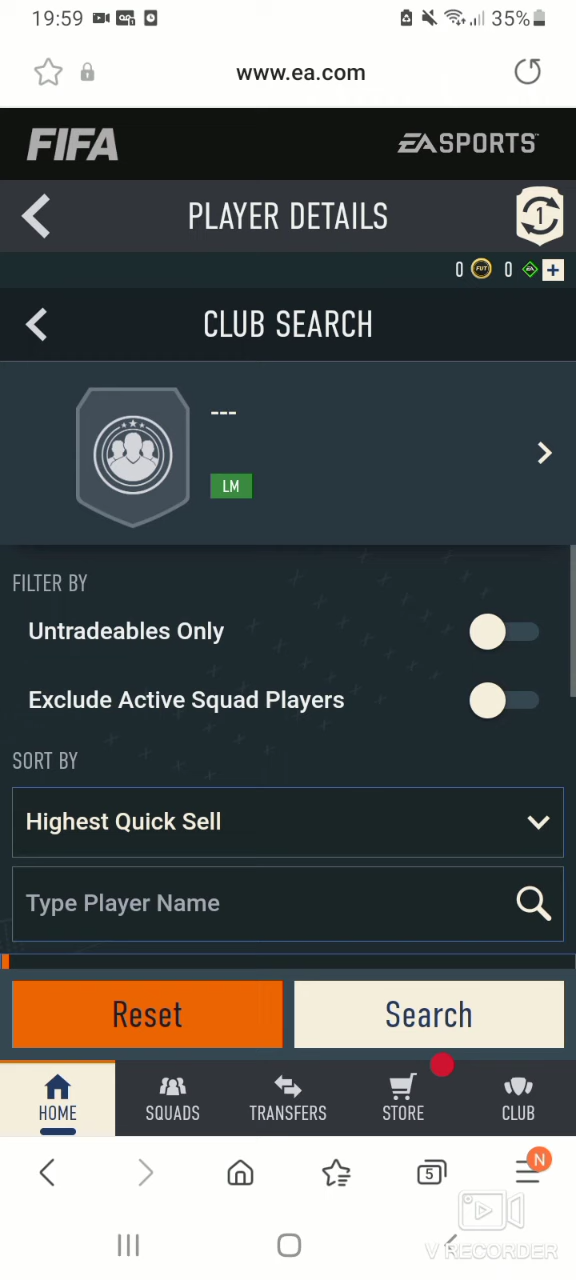 19:59 35%
www.ea.com
FIFA EA SPORTS
PLAYER DETAILS 1
0 FUT 0
CLUB SEARCH
---
LM
FILTER BY
Untradeables Only
Exclude Active Squad Players
SORT BY
Highest Quick Sell
Type Player Name
Reset Search
HOME SQUADS TRANSFERS STORE CLUB
5 N
V RECORDER